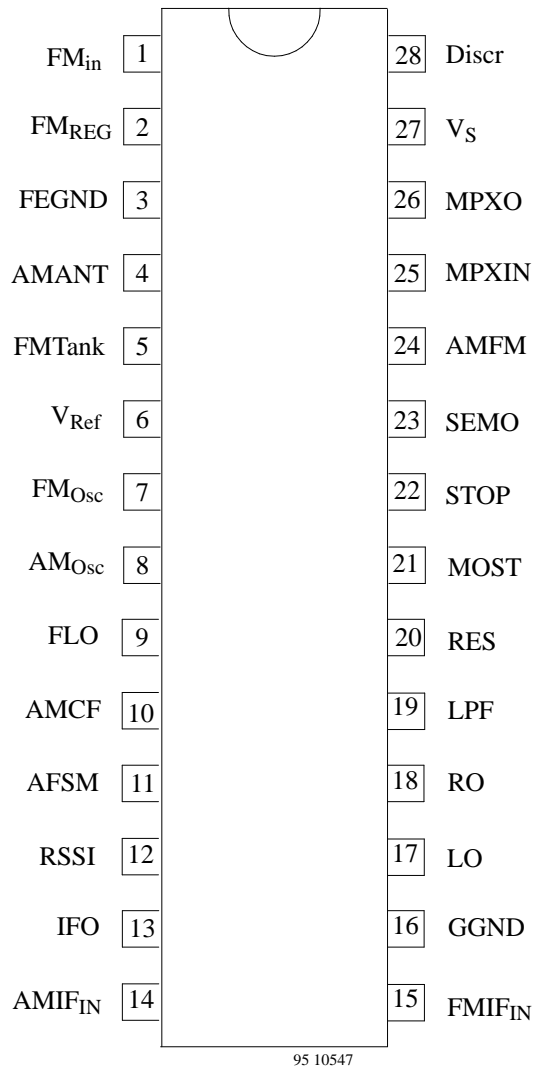 FMin 1 28 Discr
FMREG 2 27 VS
FEGND 3 26 MPXO
AMANT 4 25 MPXIN
FMTank 5 24 AMFM
VRef 6 23 SEMO
FMOsc 7 22 STOP
AMOsc 8 21 MOST
FLO 9 20 RES
AMCF 10 19 LPF
AFSM 11 18 RO
RSSI 12 17 LO
IFO 13 16 GGND
AMIFIN 14 15 FMIFIN
95 10547